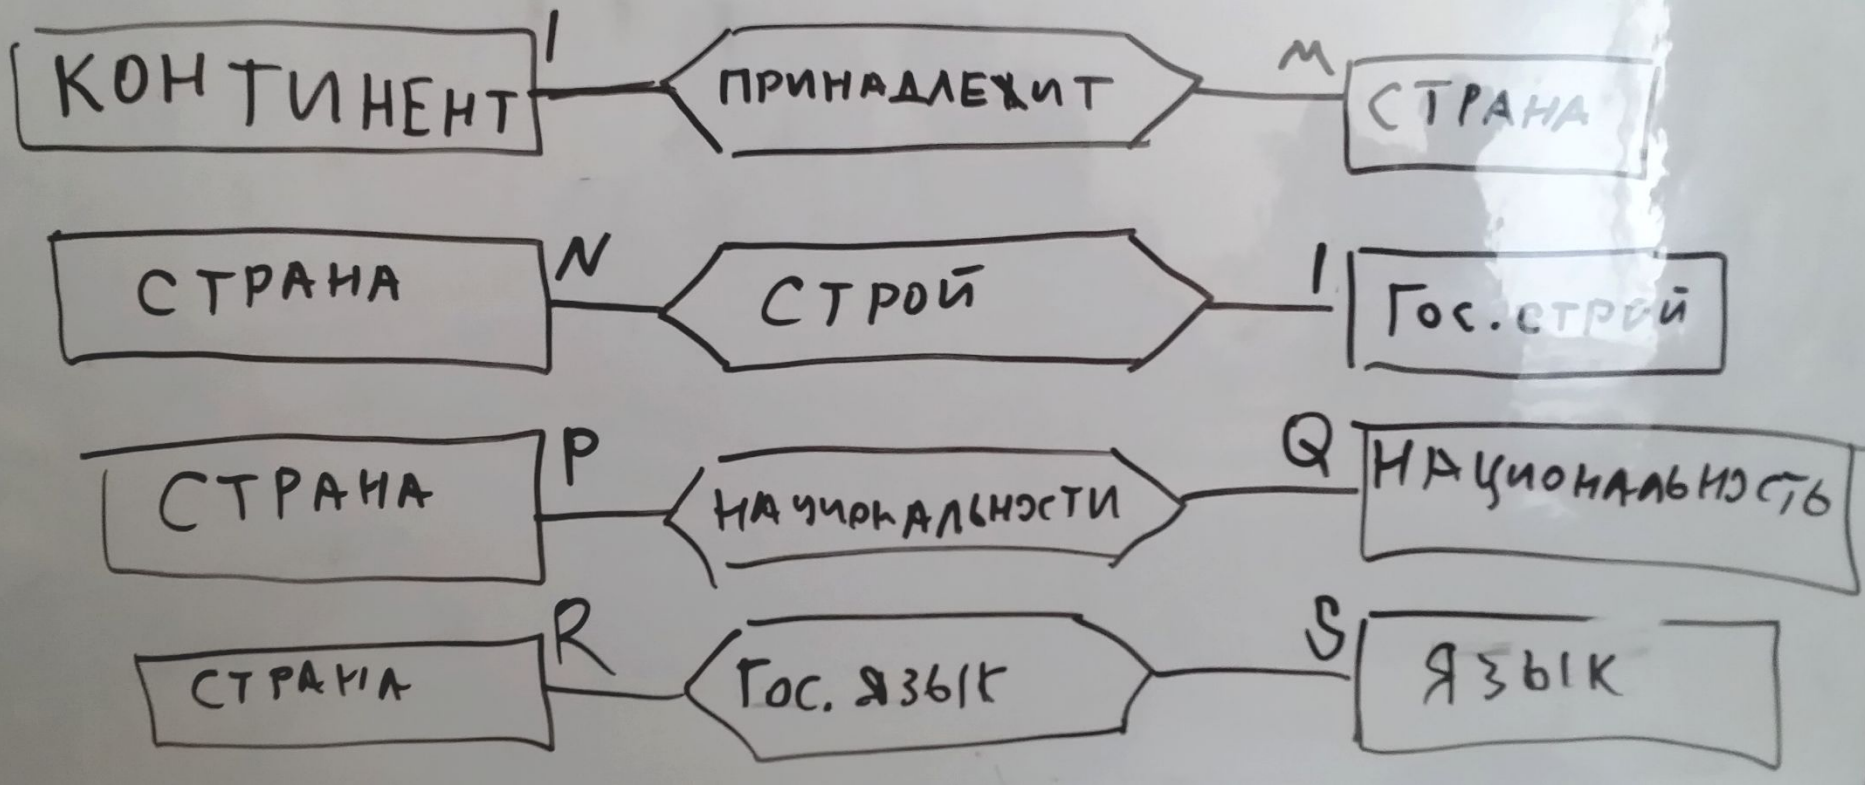 КОНТИНЕНТ 1 ПРИНАДЛЕЖИТ М СТРАНА
СТРАНА N СТРОЙ 1 Гос. строй
СТРАНА P НАЦИОНАЛЬНОСТИ Q НАЦИОНАЛЬНОСТЬ
СТРАНА R Гос. язык S язык